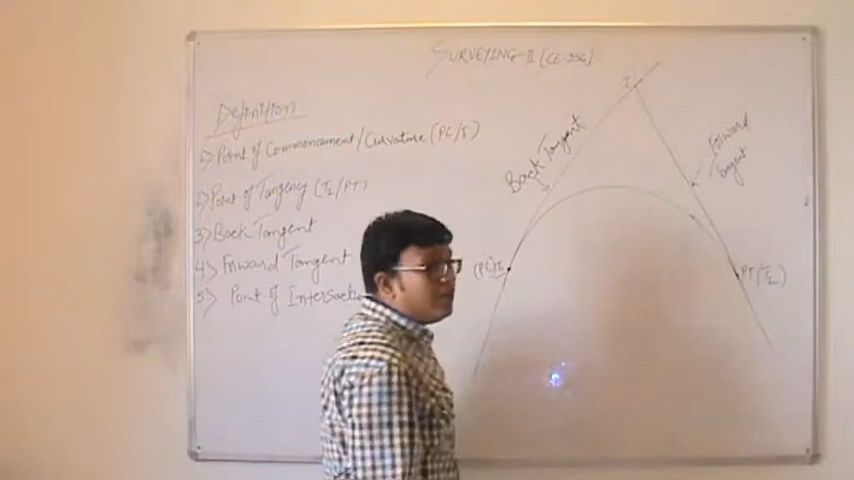 SURVEYING-II [CE-356]
Definition
1> Point of Commencement/Curvature (PC/T)
2> Point of Tangency (T2/PT)
3> Back Tangent
4> Forward Tangent
5> Point of Intersectio
I
Back Tangent
Forward
Tangent
(PC)T1
PT(T2)